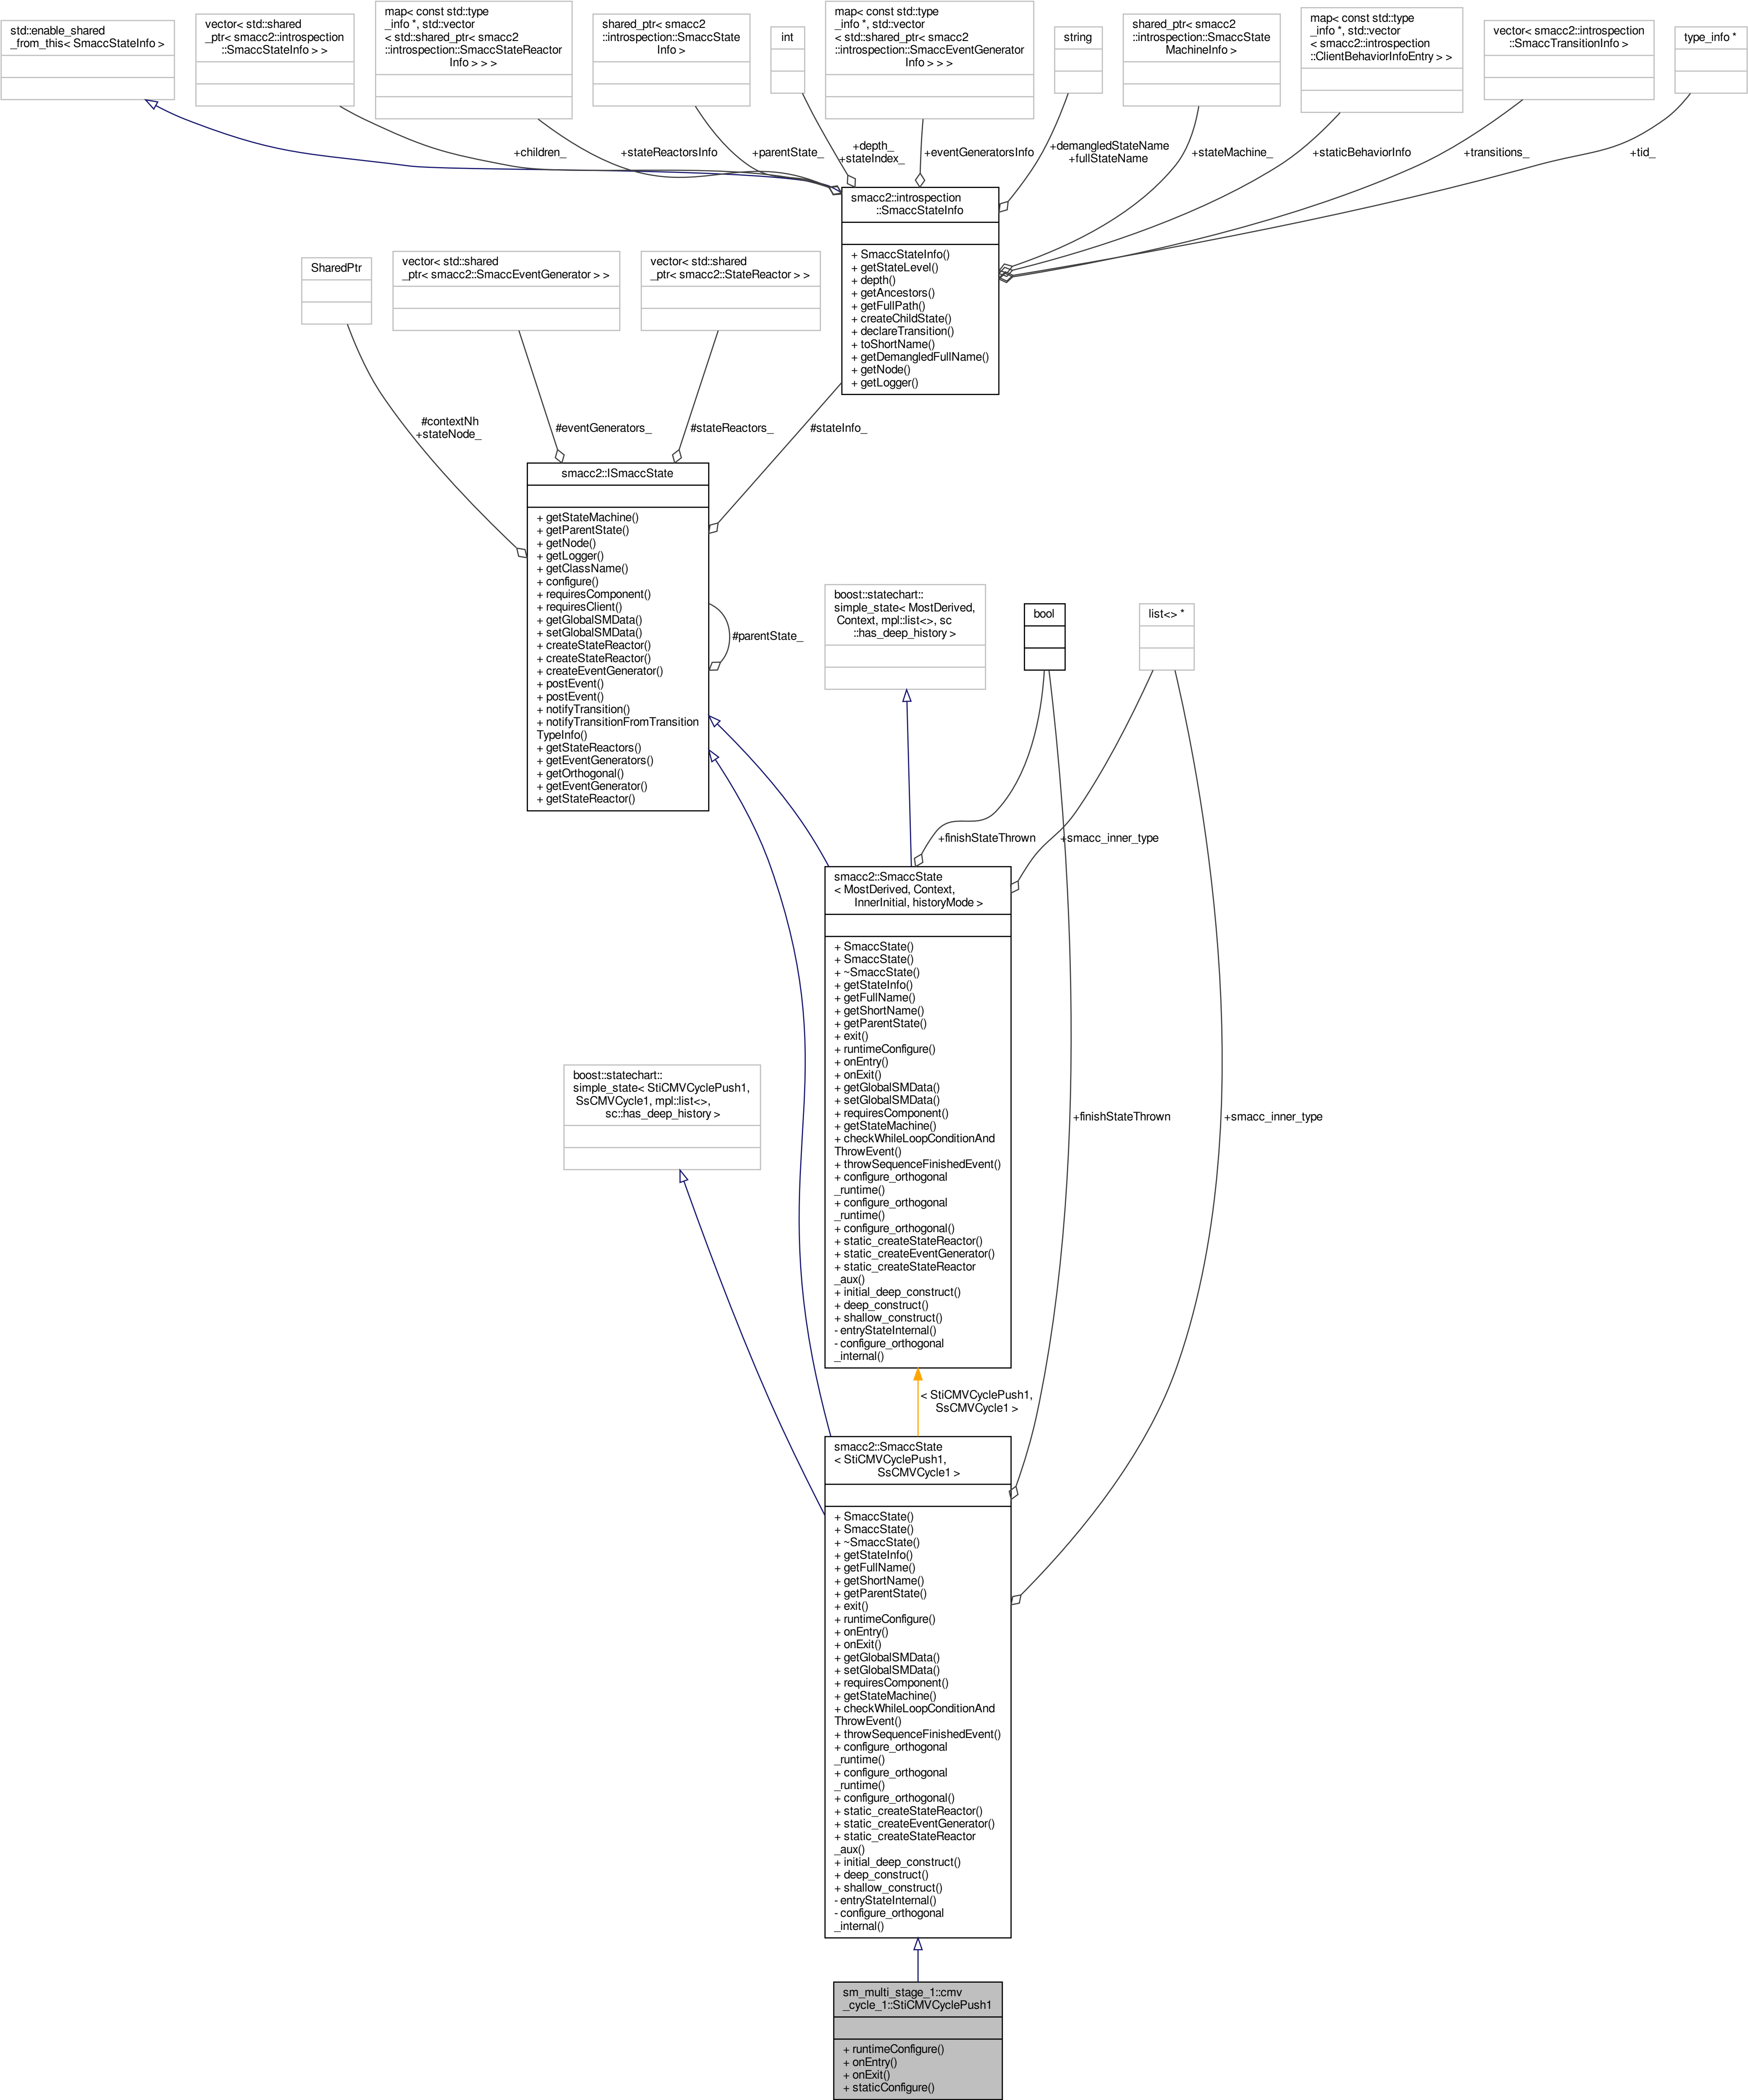 std::enable_shared
_from_this< SmaccStateInfo >
vector< std::shared
_ptr< smacc2::introspection
::SmaccStateInfo > >
map< const std::type
_info *, std::vector
< std::shared_ptr< smacc2
::introspection::SmaccStateReactor
Info > > >
shared_ptr< smacc2
::introspection::SmaccState
Info >
int
map< const std::type
_info *, std::vector
< std::shared_ptr< smacc2
::introspection::SmaccEventGenerator
Info > > >
string
shared_ptr< smacc2
::introspection::SmaccState
MachineInfo >
map< const std::type
_info *, std::vector
< smacc2::introspection
::ClientBehaviorInfoEntry > >
vector< smacc2::introspection
::SmaccTransitionInfo >
type_info *
+children_
+stateReactorsInfo
+parentState_
+depth_
+stateIndex_
+eventGeneratorsInfo
+demangledStateName
+fullStateName
+stateMachine_
+staticBehaviorInfo
+transitions_
+tid_
smacc2::introspection
::SmaccStateInfo
+ SmaccStateInfo()
+ getStateLevel()
+ depth()
+ getAncestors()
+ getFullPath()
+ createChildState()
+ declareTransition()
+ toShortName()
+ getDemangledFullName()
+ getNode()
+ getLogger()
SharedPtr
vector< std::shared
_ptr< smacc2::SmaccEventGenerator > >
vector< std::shared
_ptr< smacc2::StateReactor > >
#contextNh
+stateNode_
#eventGenerators_
#stateReactors_
#stateInfo_
smacc2::ISmaccState
+ getStateMachine()
+ getParentState()
+ getNode()
+ getLogger()
+ getClassName()
+ configure()
+ requiresComponent()
+ requiresClient()
+ getGlobalSMData()
+ setGlobalSMData()
+ createStateReactor()
+ createStateReactor()
+ createEventGenerator()
+ postEvent()
+ postEvent()
+ notifyTransition()
+ notifyTransitionFromTransition
TypeInfo()
+ getStateReactors()
+ getEventGenerators()
+ getOrthogonal()
+ getEventGenerator()
+ getStateReactor()
#parentState_
boost::statechart::
simple_state< MostDerived,
Context, mpl::list<>, sc
::has_deep_history >
bool
list<> *
+finishStateThrown
+smacc_inner_type
smacc2::SmaccState
< MostDerived, Context,
InnerInitial, historyMode >
+ SmaccState()
+ SmaccState()
+ ~SmaccState()
+ getStateInfo()
+ getFullName()
+ getShortName()
+ getParentState()
+ exit()
+ runtimeConfigure()
+ onEntry()
+ onExit()
+ getGlobalSMData()
+ setGlobalSMData()
+ requiresComponent()
+ getStateMachine()
+ checkWhileLoopConditionAnd
ThrowEvent()
+ throwSequenceFinishedEvent()
+ configure_orthogonal
_runtime()
+ configure_orthogonal
_runtime()
+ configure_orthogonal()
+ static_createStateReactor()
+ static_createEventGenerator()
+ static_createStateReactor
_aux()
+ initial_deep_construct()
+ deep_construct()
+ shallow_construct()
- entryStateInternal()
- configure_orthogonal
_internal()
boost::statechart::
simple_state< StiCMVCyclePush1,
SsCMVCycle1, mpl::list<>,
sc::has_deep_history >
+finishStateThrown
+smacc_inner_type
< StiCMVCyclePush1,
SsCMVCycle1 >
smacc2::SmaccState
< StiCMVCyclePush1,
SsCMVCycle1 >
+ SmaccState()
+ SmaccState()
+ ~SmaccState()
+ getStateInfo()
+ getFullName()
+ getShortName()
+ getParentState()
+ exit()
+ runtimeConfigure()
+ onEntry()
+ onExit()
+ getGlobalSMData()
+ setGlobalSMData()
+ requiresComponent()
+ getStateMachine()
+ checkWhileLoopConditionAnd
ThrowEvent()
+ throwSequenceFinishedEvent()
+ configure_orthogonal
_runtime()
+ configure_orthogonal
_runtime()
+ configure_orthogonal()
+ static_createStateReactor()
+ static_createEventGenerator()
+ static_createStateReactor
_aux()
+ initial_deep_construct()
+ deep_construct()
+ shallow_construct()
- entryStateInternal()
- configure_orthogonal
_internal()
sm_multi_stage_1::cmv
_cycle_1::StiCMVCyclePush1
+ runtimeConfigure()
+ onEntry()
+ onExit()
+ staticConfigure()